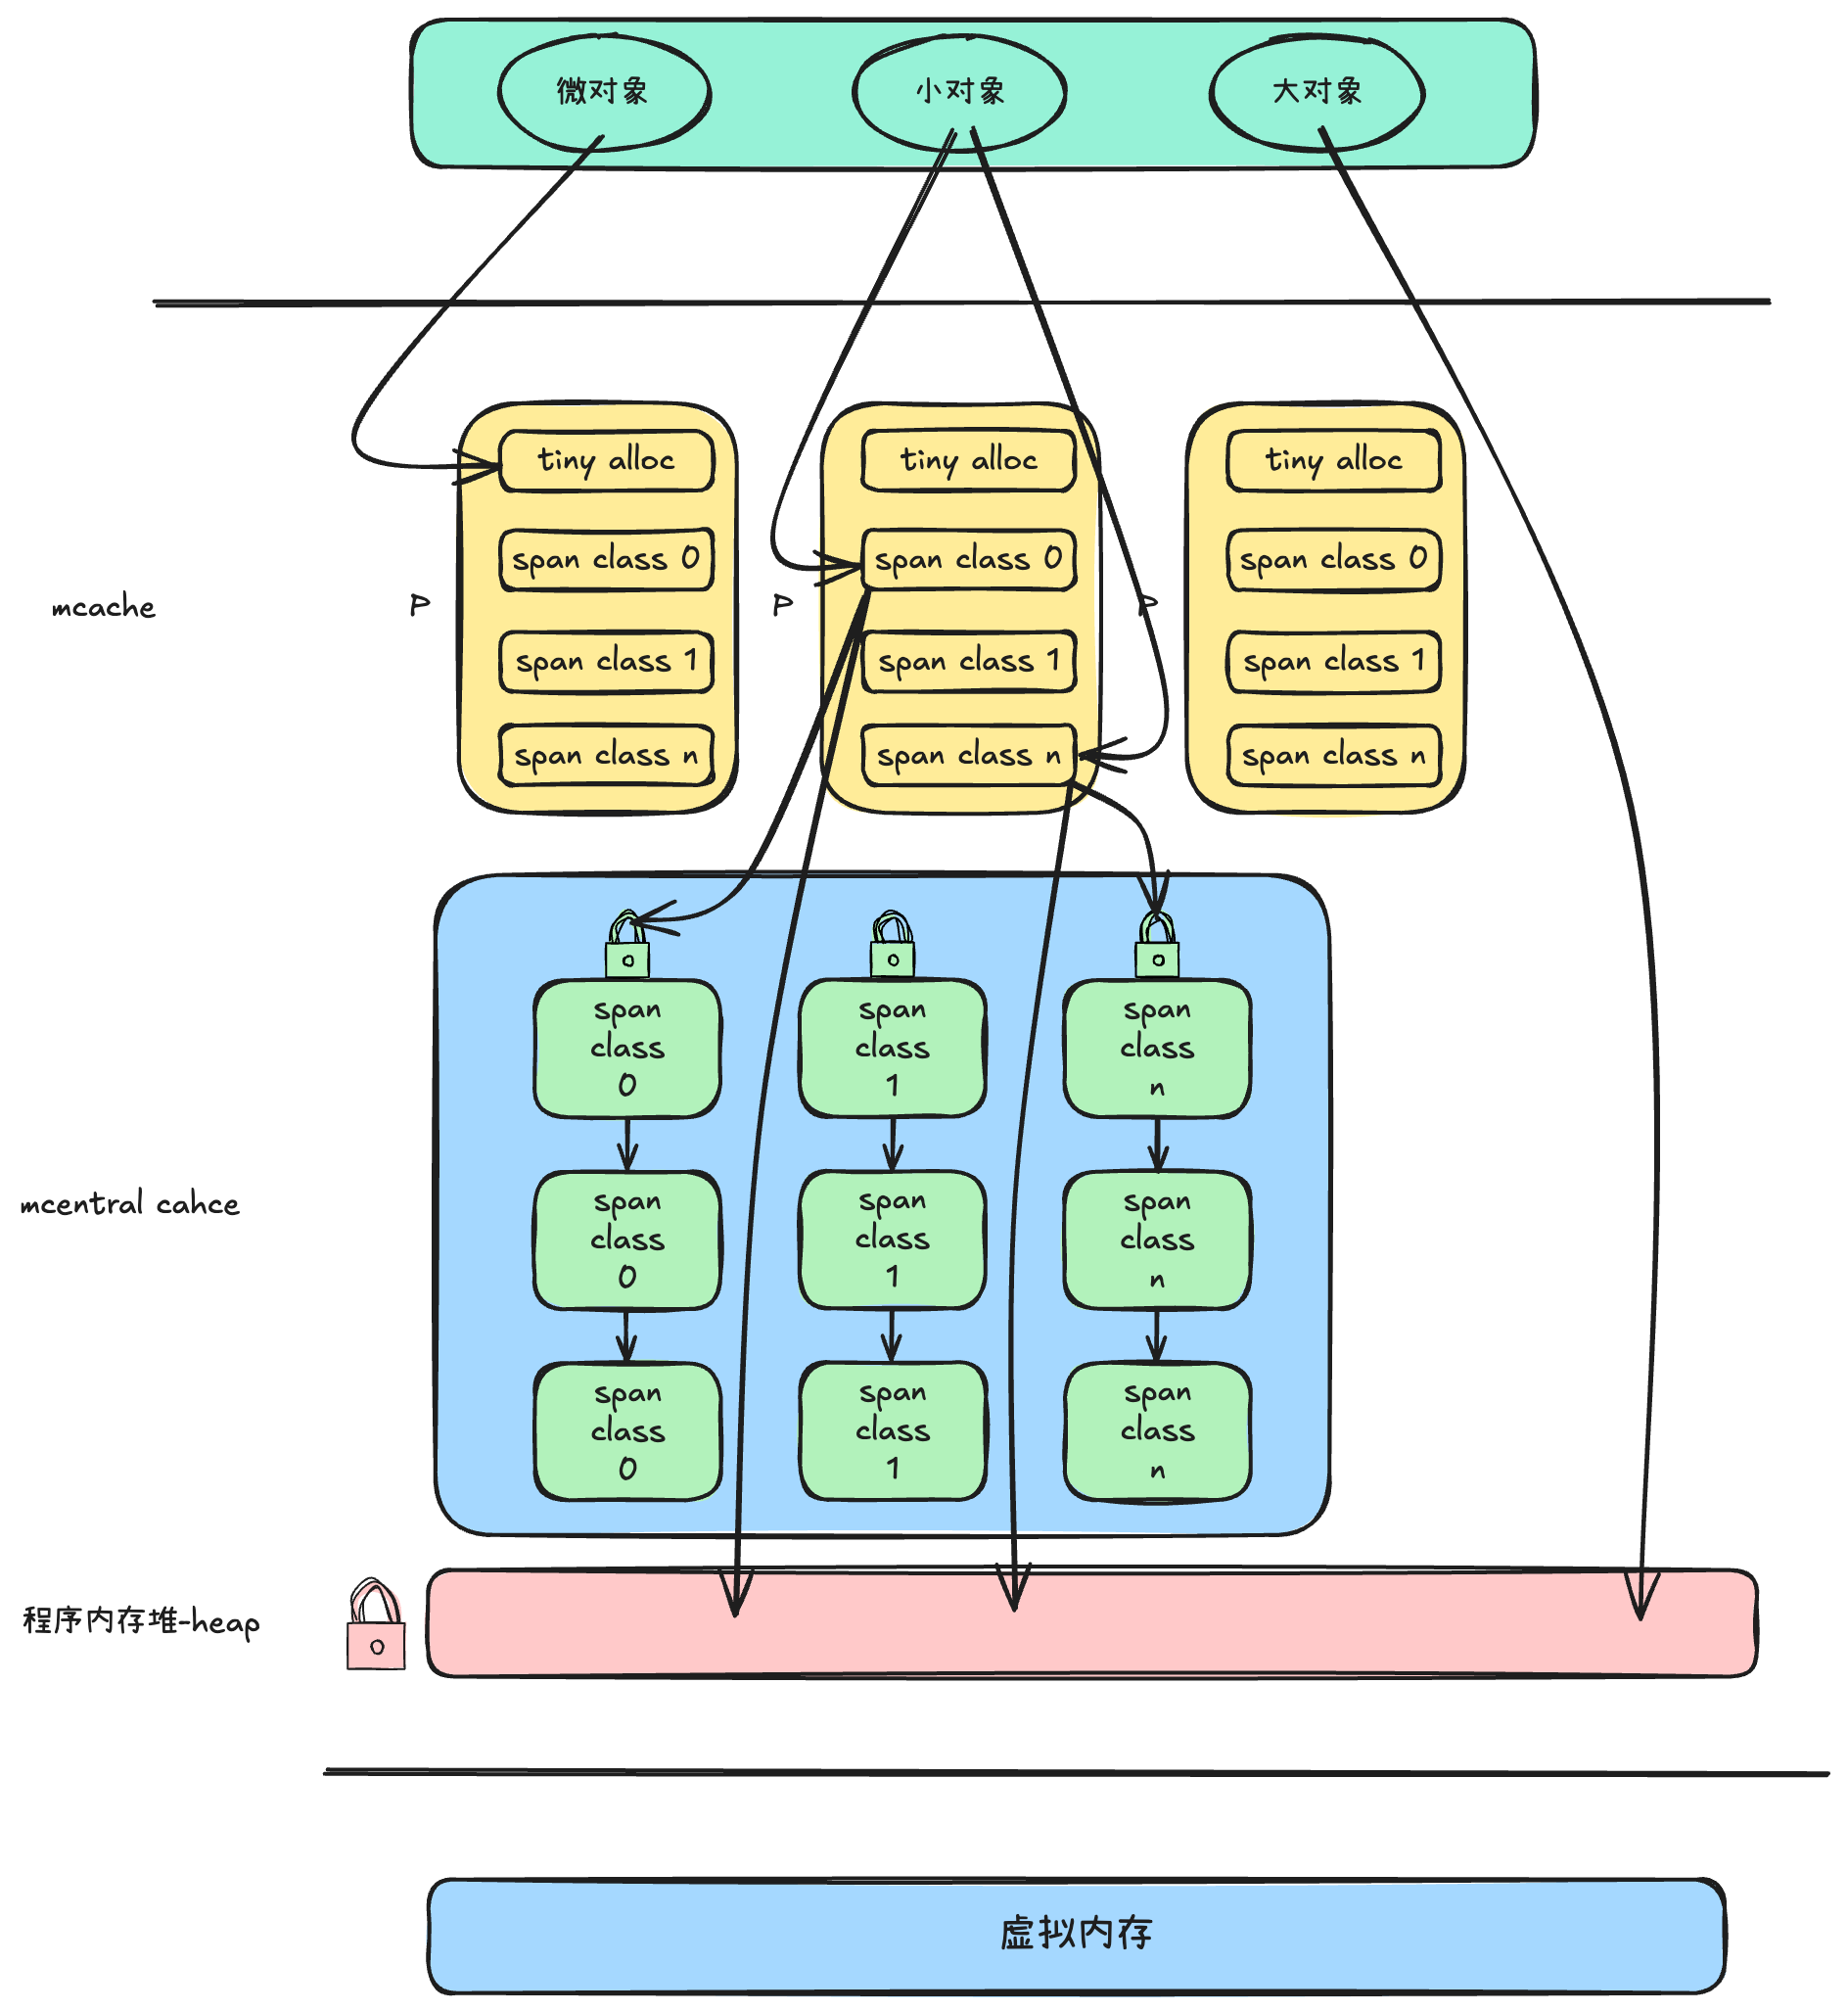 微对象
小对象
大对象
tiny alloc
tiny alloc
tiny alloc
span class 0
span class 0
span class 0
mcache
P
P
P
span class 1
span class 1
span class 1
span class n
span class n
span class n
span
class
0
span
class
1
span
class
n
mcentral cahce
span
class
0
span
class
1
span
class
n
span
class
0
span
class
1
span
class
n
程序内存堆-heap
虚拟内存